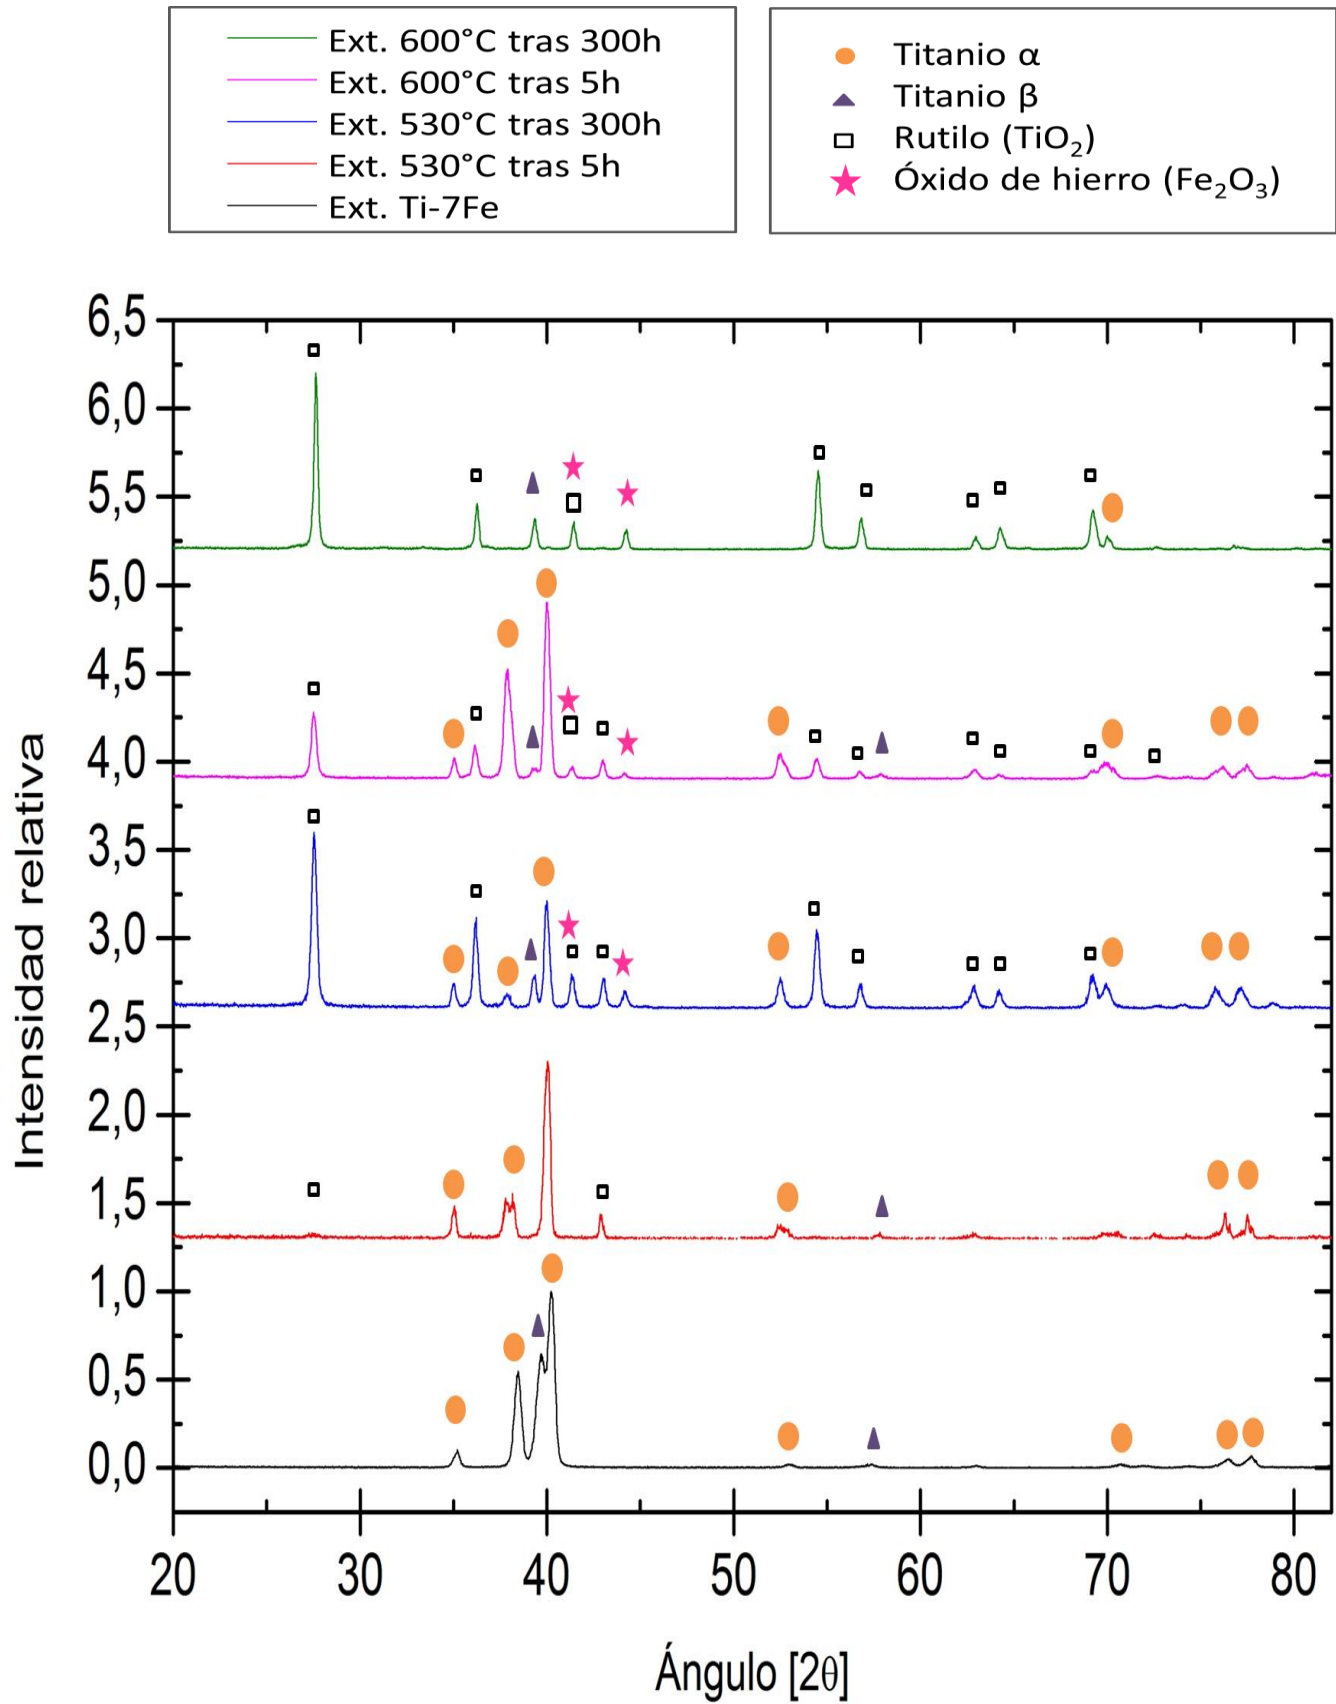 Ext. 600°C tras 300h
Ext. 600°C tras 5h
Ext. 530°C tras 300h
Ext. 530°C tras 5h
Ext. Ti-7Fe
Titanio α
Titanio β
Rutilo (TiO₂)
Óxido de hierro (Fe₂O₃)
6,5
6,0
5,5
5,0
4,5
4,0
3,5
3,0
2,5
2,0
1,5
1,0
0,5
0,0
Intensidad relativa
20 30 40 50 60 70 80
Ángulo [2θ]